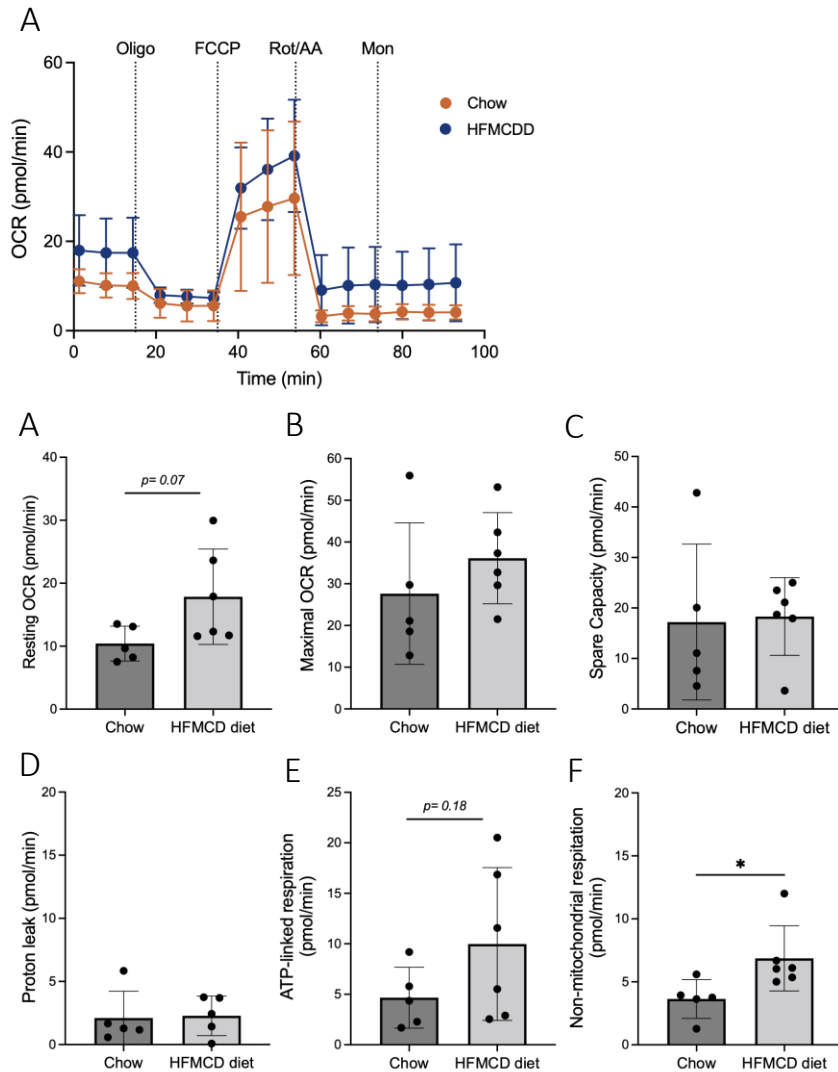 A
Oligo FCCP Rot/AA Mon
60
40
20
0
OCR (pmol/min)
Chow
HFMCDD
0 20 40 60 80 100
Time (min)
A
Resting OCR (pmol/min)
40
30
20
10
0
p= 0.07
Chow HFMCD diet
B
Maximal OCR (pmol/min)
60
50
40
30
20
10
0
Chow HFMCD diet
C
Spare Capacity (pmol/min)
50
40
30
20
10
0
Chow HFMCD diet
D
Proton leak (pmol/min)
20
15
10
5
0
Chow HFMCD diet
E
ATP-linked respiration
(pmol/min)
25
20
15
10
5
0
p= 0.18
Chow HFMCD diet
F
Non-mitochondrial respitation
(pmol/min)
20
15
10
5
0
*
Chow HFMCD diet